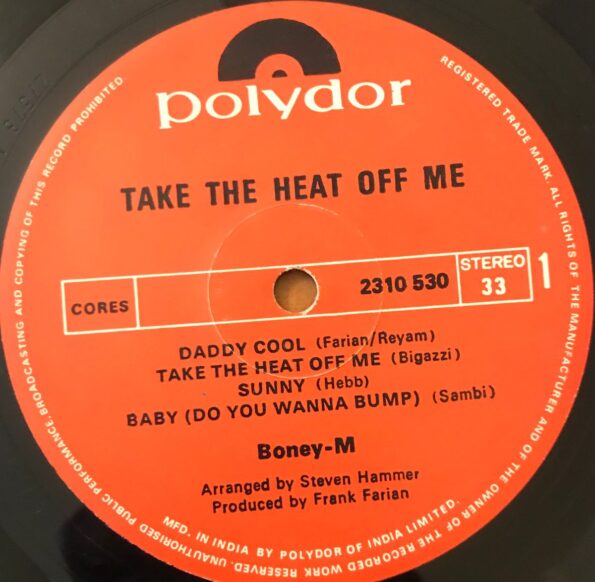 polydor
TAKE THE HEAT OFF ME
CORES
2310 530
STEREO
33
1
DADDY COOL (Farian/Reyam)
TAKE THE HEAT OFF ME (Bigazzi)
SUNNY (Hebb)
BABY (DO YOU WANNA BUMP) (Sambi)
Boney-M
Arranged by Steven Hammer
Produced by Frank Farian
REGISTERED TRADE MARK. ALL RIGHTS OF THE MANUFACTURER AND OF THE OWNER OF THE RECORDED WORK RESERVED. UNAUTHORISED PUBLIC PERFORMANCE, BROADCASTING AND COPYING OF THIS RECORD PROHIBITED.
MFD. IN INDIA BY POLYDOR OF INDIA LIMITED.